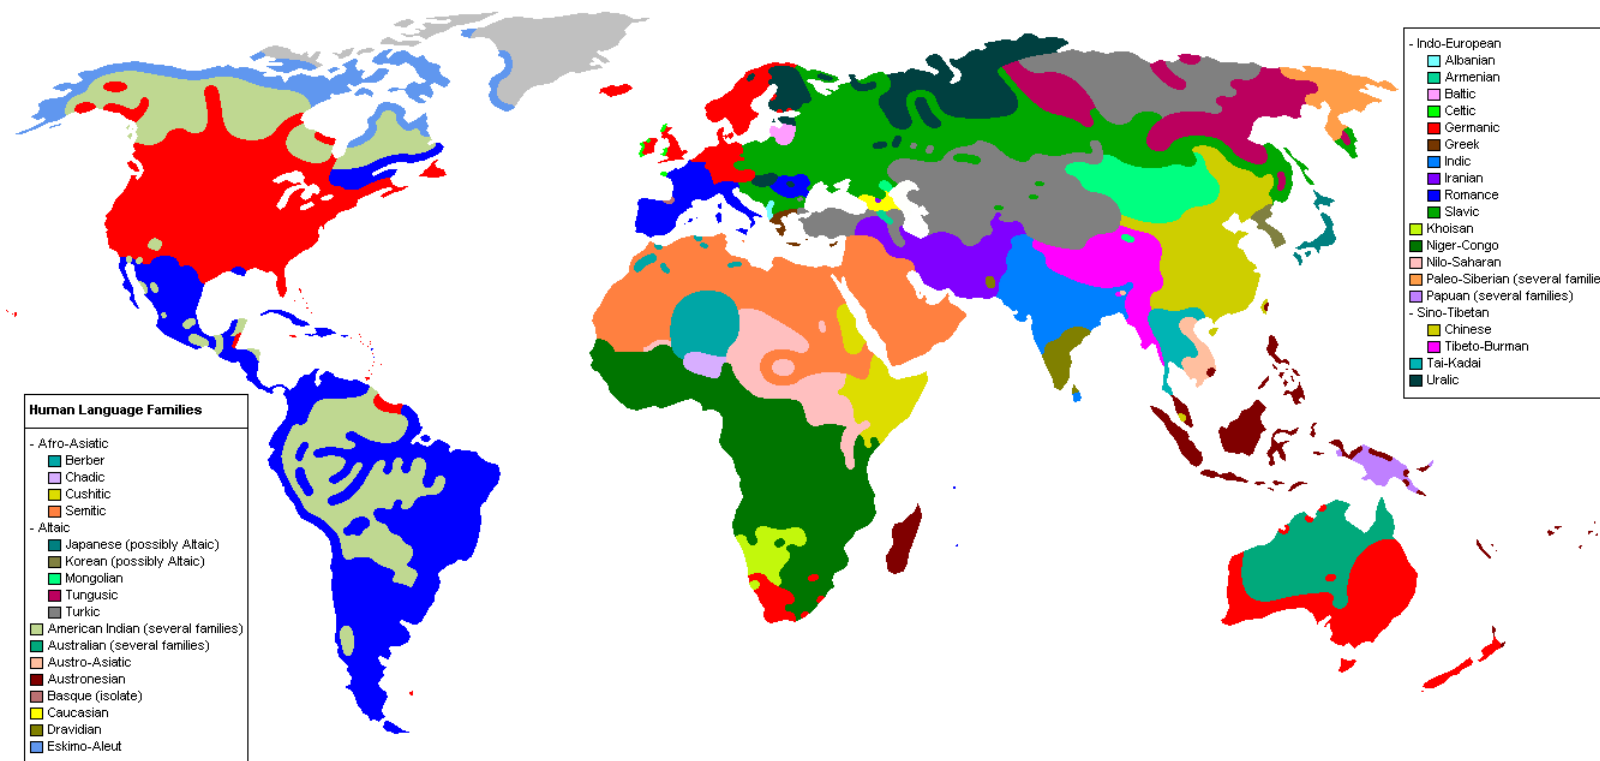 Human Language Families
- Afro-Asiatic
Berber
Chadic
Cushitic
Semitic
- Altaic
Japanese (possibly Altaic)
Korean (possibly Altaic)
Mongolian
Tungusic
Turkic
American Indian (several families)
Australian (several families)
Austro-Asiatic
Austronesian
Basque (isolate)
Caucasian
Dravidian
Eskimo-Aleut
- Indo-European
Albanian
Armenian
Baltic
Celtic
Germanic
Greek
Indic
Iranian
Romance
Slavic
Khoisan
Niger-Congo
Nilo-Saharan
Paleo-Siberian (several familie
Papuan (several families)
- Sino-Tibetan
Chinese
Tibeto-Burman
Tai-Kadai
Uralic